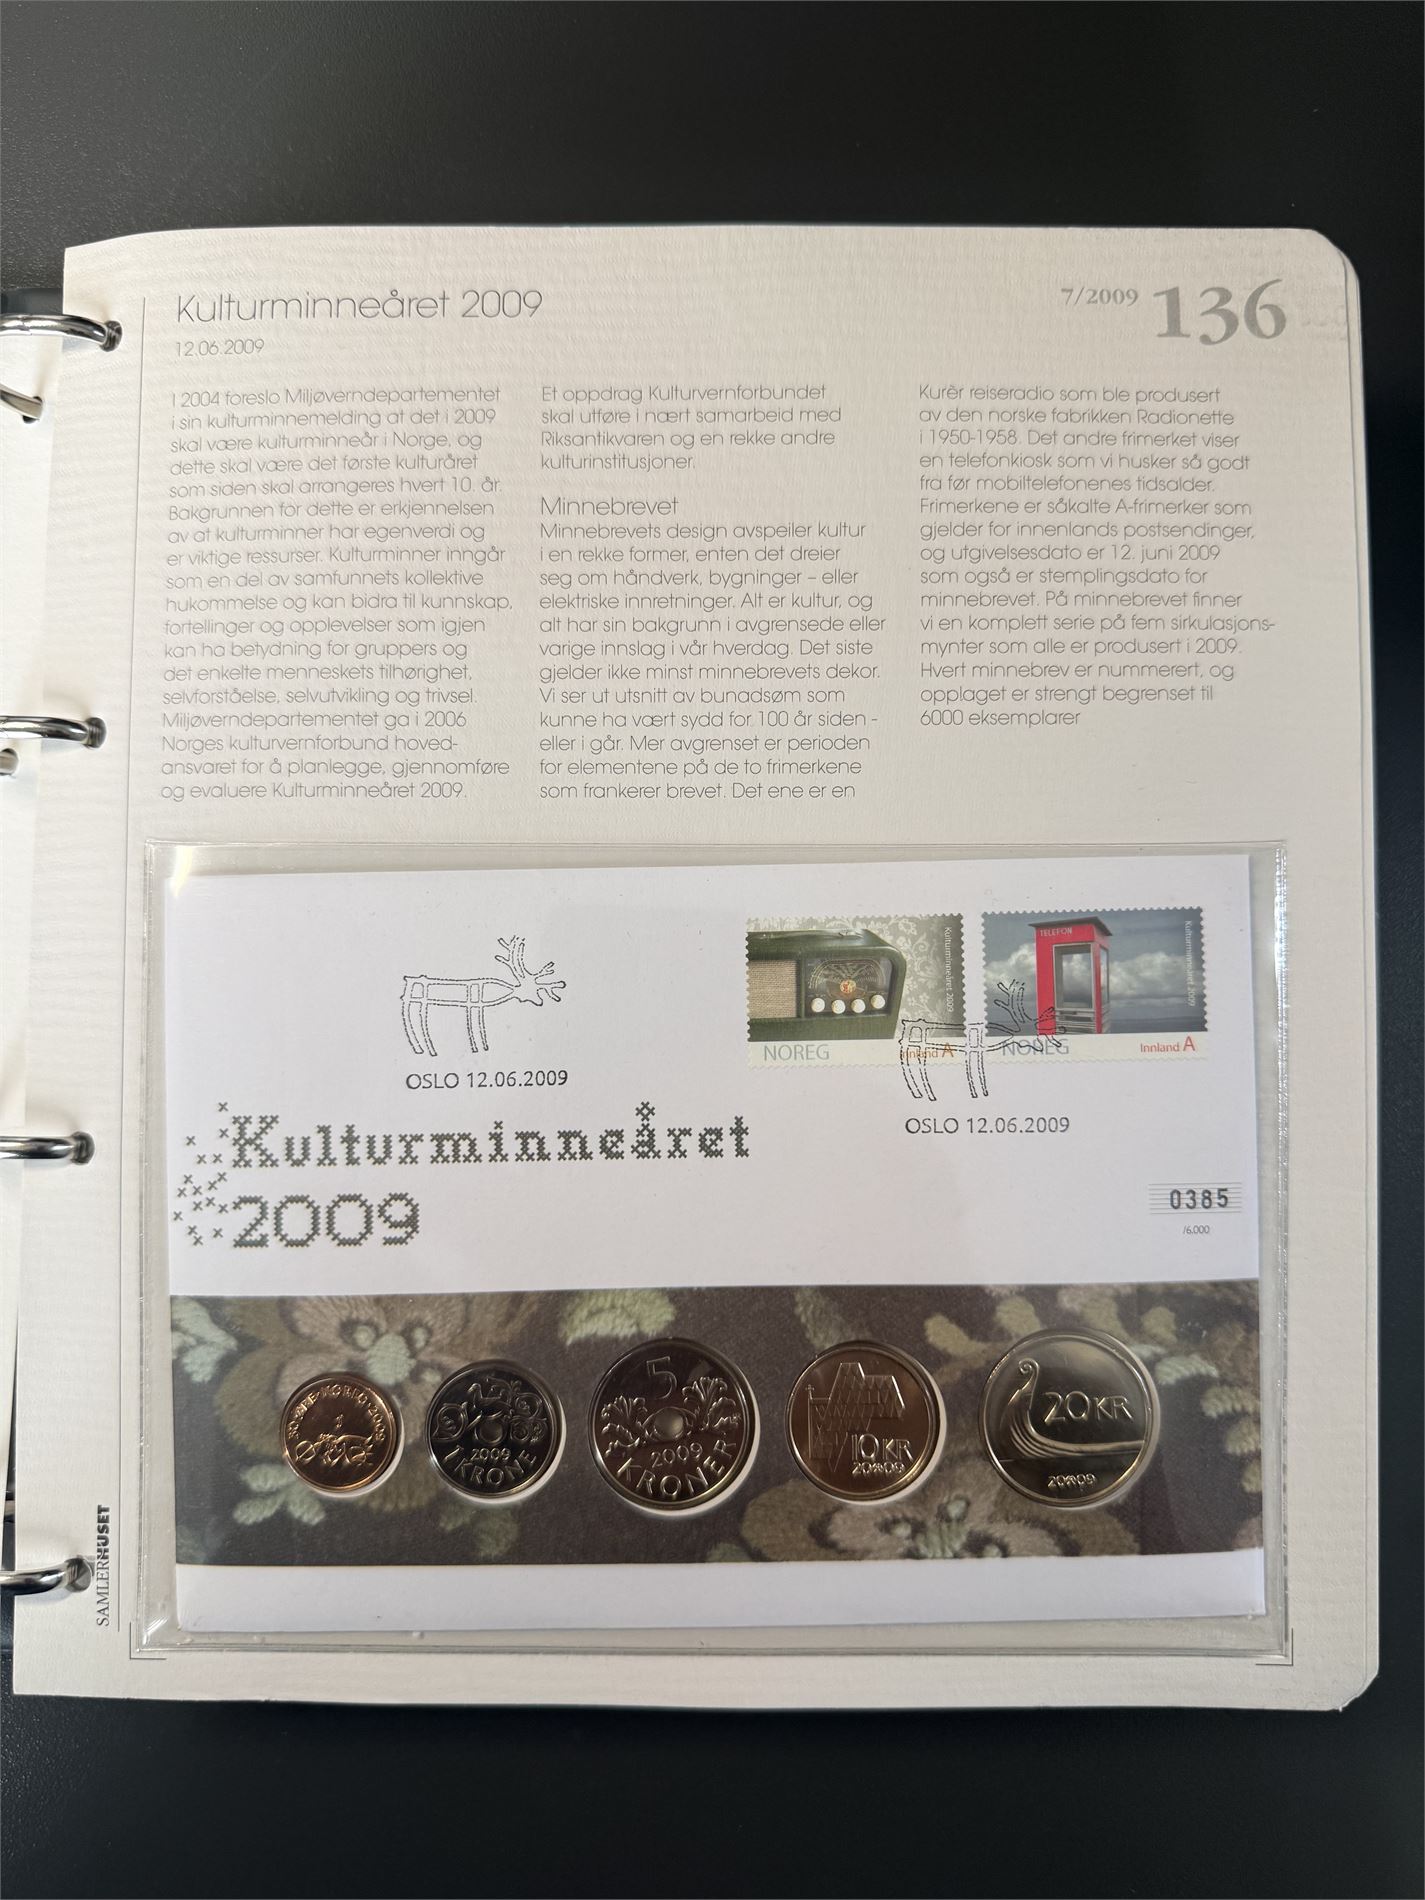 Kulturminneåret 2009
12.06.2009
7/2009 136
I 2004 foreslo Miljøverndepartementet
i sin kulturminnemelding at det i 2009
skal være kulturminneår i Norge, og
dette skal være det første kulturåret
som siden skal arrangeres hvert 10. år.
Bakgrunnen for dette er erkjennelsen
av at kulturminner har egenverdi og
er viktige ressurser. Kulturminner inngår
som en del av samfunnets kollektive
hukommelse og kan bidra til kunnskap,
fortellinger og opplevelser som igjen
kan ha betydning for gruppers og
det enkelte menneskets tilhørighet,
selvforståelse, selvutvikling og trivsel.
Miljøverndepartementet ga i 2006
Norges kulturvernforbund hoved-
ansvaret for å planlegge, gjennomføre
og evaluere Kulturminneåret 2009.
Et oppdrag Kulturvernforbundet
skal utføre i nært samarbeid med
Riksantikvaren og en rekke andre
kulturinstitusjoner.
Minnebrevet
Minnebrevets design avspeiler kultur
i en rekke former, enten det dreier
seg om håndverk, bygninger – eller
elektriske innretninger. Alt er kultur, og
alt har sin bakgrunn i avgrensede eller
varige innslag i vår hverdag. Det siste
gjelder ikke minst minnebrevets dekor.
Vi ser ut utsnitt av bunadsøm som
kunne ha vært sydd for 100 år siden -
eller i går. Mer avgrenset er perioden
for elementene på de to frimerkene
som frankerer brevet. Det ene er en
Kurèr reiseradio som ble produsert
av den norske fabrikken Radionette
i 1950-1958. Det andre frimerket viser
en telefonkiosk som vi husker så godt
fra før mobiltelefonenes tidsalder.
Frimerkene er såkalte A-frimerker som
gjelder for innenlands postsendinger,
og utgivelsesdato er 12. juni 2009
som også er stemplingsdato for
minnebrevet. På minnebrevet finner
vi en komplett serie på fem sirkulasjons-
mynter som alle er produsert i 2009.
Hvert minnebrev er nummerert, og
opplaget er strengt begrenset til
6000 eksemplarer
Kulturminneåret 2009
NOREG
Innland A
TELEFON
Kulturminneåret 2009
NOREG
Innland A
OSLO 12.06.2009
OSLO 12.06.2009
Kulturminneåret
2009
0385
/6.000
50 ØRE NORGE 2009
2009
1 KRONE
5
2009
KRONER
10 KR
2009
20 KR
2009
SAMLERHUSET